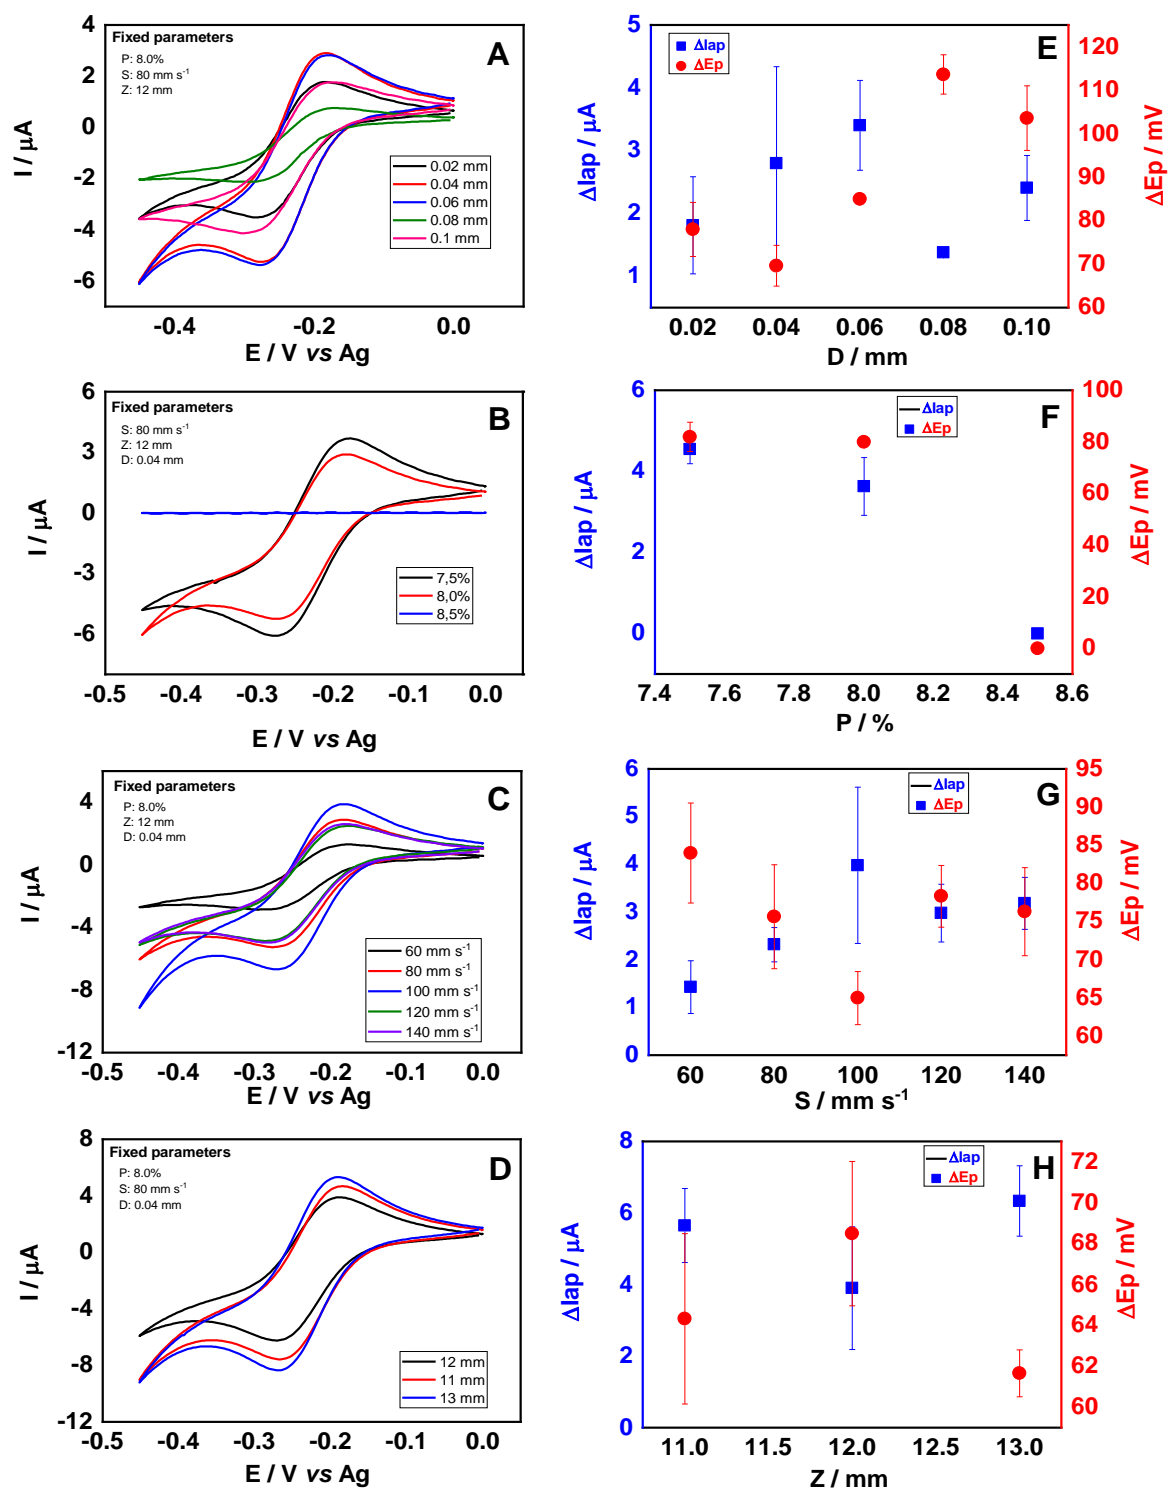 A
Fixed parameters
P: 8.0%
S: 80 mm s⁻¹
Z: 12 mm
4
2
0
-2
-4
-6
I / µA
0.02 mm
0.04 mm
0.06 mm
0.08 mm
0.1 mm
-0.4
-0.2
0.0
E / V vs Ag
E
ΔIap
ΔEp
5
4
3
2
1
ΔIap / µA
120
110
100
90
80
70
60
ΔEp / mV
0.02
0.04
0.06
0.08
0.10
D / mm
B
Fixed parameters
S: 80 mm s⁻¹
Z: 12 mm
D: 0.04 mm
6
3
0
-3
-6
I / µA
7,5%
8,0%
8,5%
-0.5
-0.4
-0.3
-0.2
-0.1
0.0
E / V vs Ag
F
ΔIap
ΔEp
6
4
2
0
ΔIap / µA
100
80
60
40
20
0
ΔEp / mV
7.4
7.6
7.8
8.0
8.2
8.4
8.6
P / %
C
Fixed parameters
P: 8.0%
Z: 12 mm
D: 0.04 mm
4
0
-4
-8
-12
I / µA
60 mm s⁻¹
80 mm s⁻¹
100 mm s⁻¹
120 mm s⁻¹
140 mm s⁻¹
-0.5
-0.4
-0.3
-0.2
-0.1
0.0
E / V vs Ag
G
ΔIap
ΔEp
6
5
4
3
2
1
0
ΔIap / µA
95
90
85
80
75
70
65
60
ΔEp / mV
60
80
100
120
140
S / mm s⁻¹
D
Fixed parameters
P: 8.0%
S: 80 mm s⁻¹
D: 0.04 mm
8
4
0
-4
-8
-12
I / µA
12 mm
11 mm
13 mm
-0.5
-0.4
-0.3
-0.2
-0.1
0.0
E / V vs Ag
H
ΔIap
ΔEp
8
6
4
2
0
ΔIap / µA
72
70
68
66
64
62
60
ΔEp / mV
11.0
11.5
12.0
12.5
13.0
Z / mm